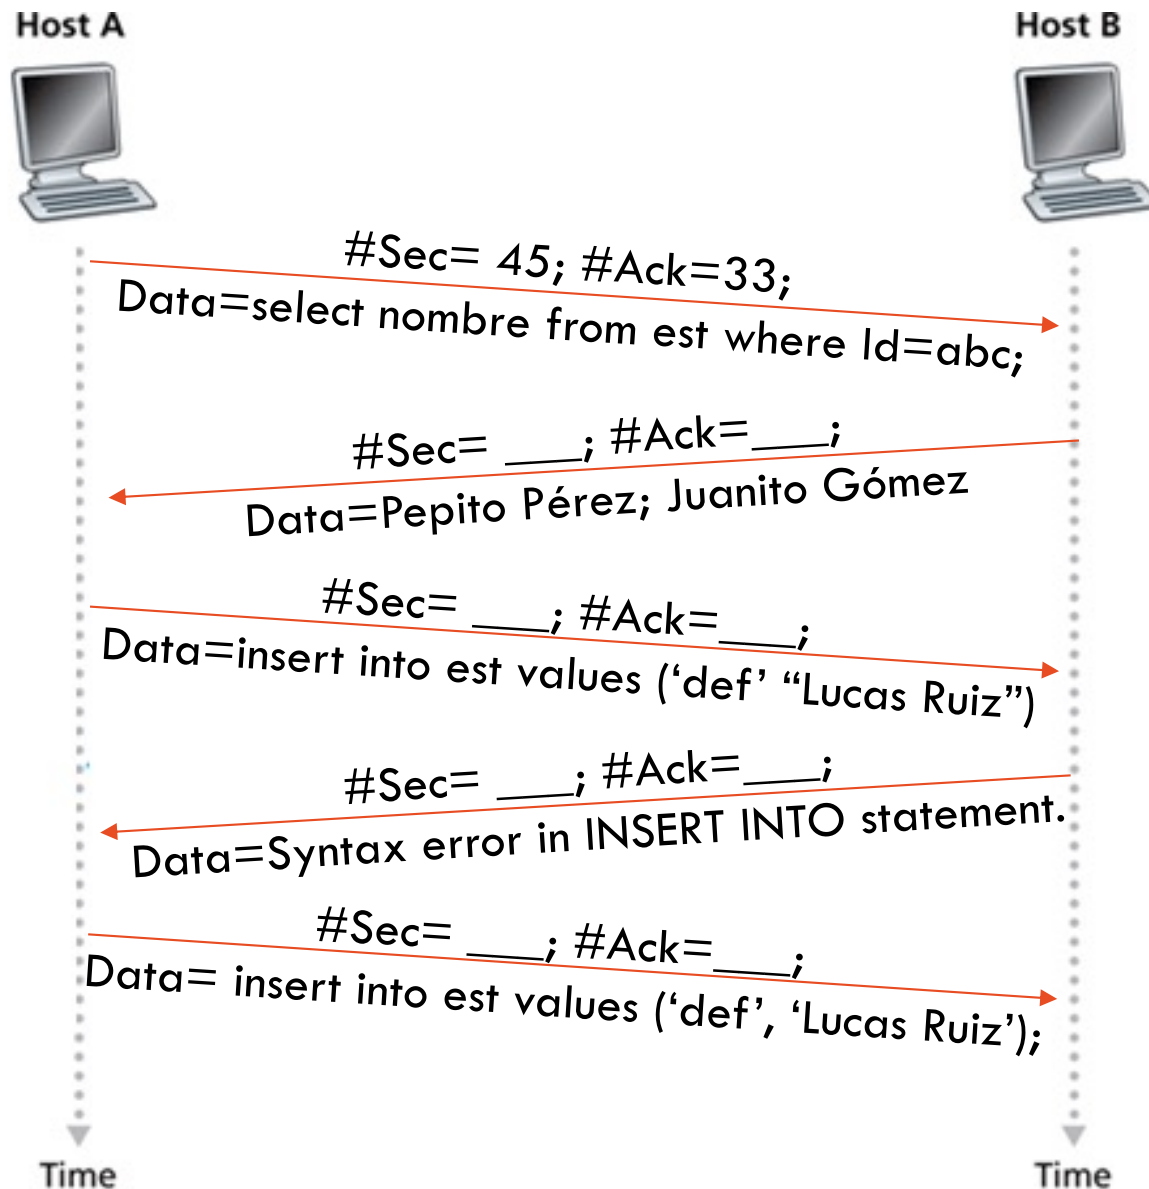 Host A
Host B
#Sec= 45; #Ack=33;
Data=select nombre from est where Id=abc;
#Sec= ___; #Ack=___;
Data=Pepito Pérez; Juanito Gómez
#Sec= ___; #Ack=___;
Data=insert into est values (‘def’ “Lucas Ruiz”)
#Sec= ___; #Ack=___;
Data=Syntax error in INSERT INTO statement.
#Sec= ___; #Ack=___;
Data= insert into est values (‘def’, ‘Lucas Ruiz’);
Time
Time